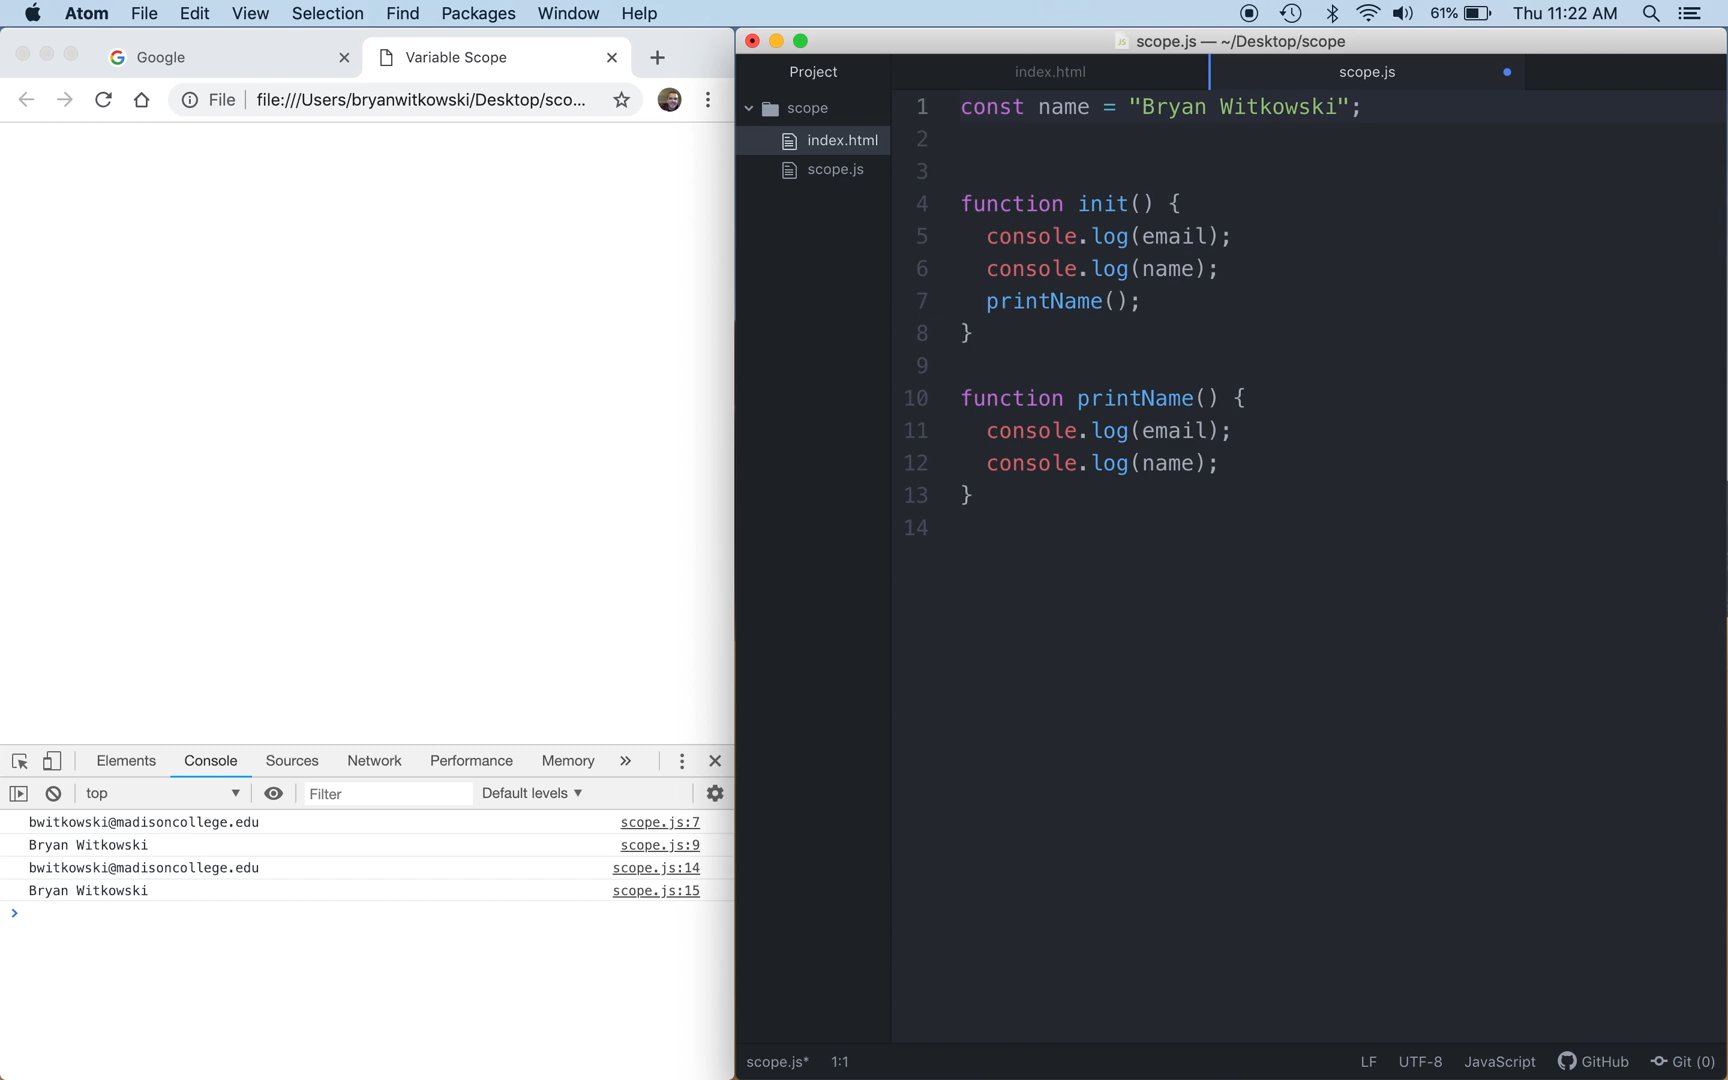 Atom File Edit View Selection Find Packages Window Help 61% Thu 11:22 AM
Google
Variable Scope
File file:///Users/bryanwitkowski/Desktop/sco...
scope.js — ~/Desktop/scope
Project
index.html
scope.js
scope
index.html
scope.js
1 const name = "Bryan Witkowski";
2
3
4 function init() {
5 console.log(email);
6 console.log(name);
7 printName();
8 }
9
10 function printName() {
11 console.log(email);
12 console.log(name);
13 }
14
Elements Console Sources Network Performance Memory »
top Filter Default levels
bwitkowski@madisoncollege.edu scope.js:7
Bryan Witkowski scope.js:9
bwitkowski@madisoncollege.edu scope.js:14
Bryan Witkowski scope.js:15
>
scope.js* 1:1 LF UTF-8 JavaScript GitHub Git (0)